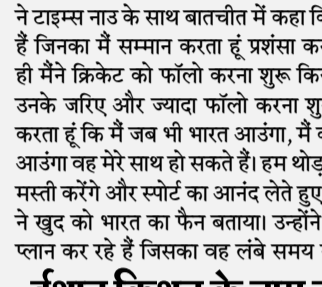 ने टाइम्स नाउ के साथ बातचीत में कहा
हैं जिनका मैं सम्मान करता हूं प्रशंसा
ही मैंने क्रिकेट को फॉलो करना शुरू
उनके जरिए और ज्यादा फॉलो करना
करता हूं कि मैं जब भी भारत आउंगा, मैं
आउंगा वह मेरे साथ हो सकते हैं। हम
मस्ती करेंगे और स्पोर्ट का आनंद लेते हुए
ने खुद को भारत का फैन बताया। उन्होंने
प्लान कर रहे हैं जिसका वह लंबे समय